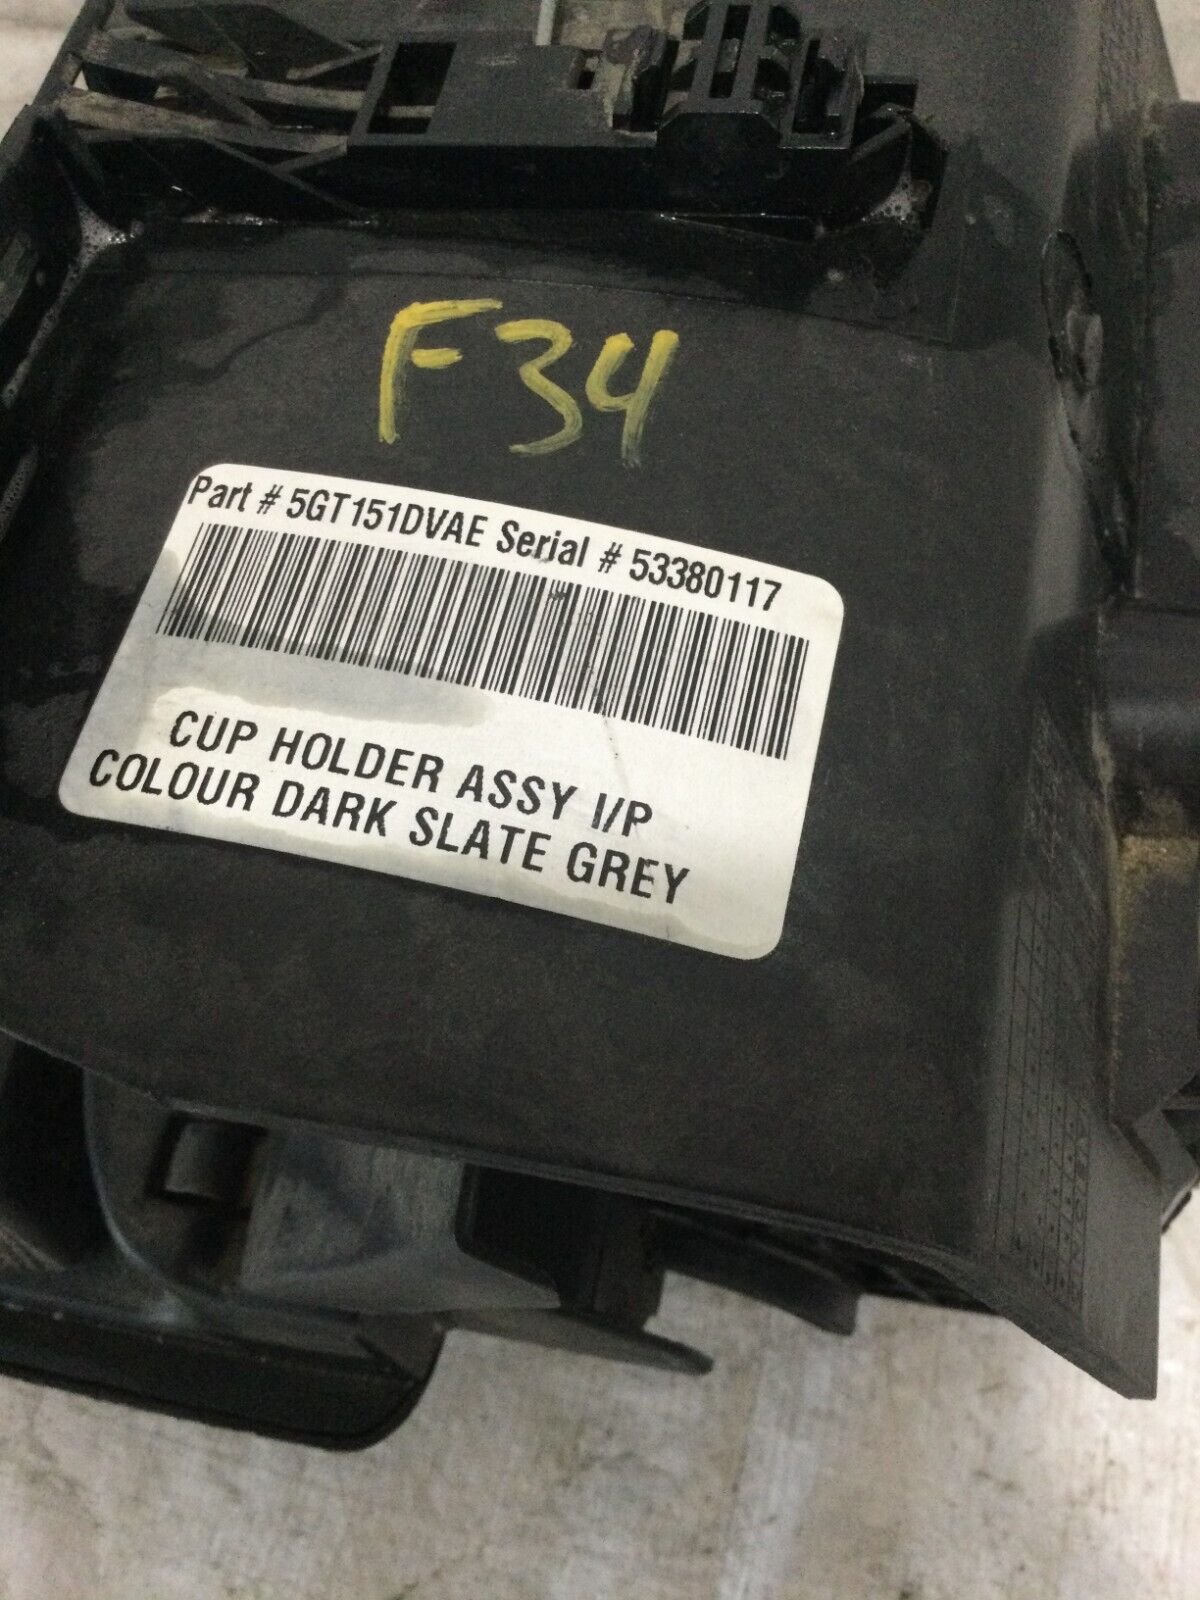 F34
Part # 5GT151DVAE Serial # 53380117
CUP HOLDER ASSY I/P
COLOUR DARK SLATE GREY